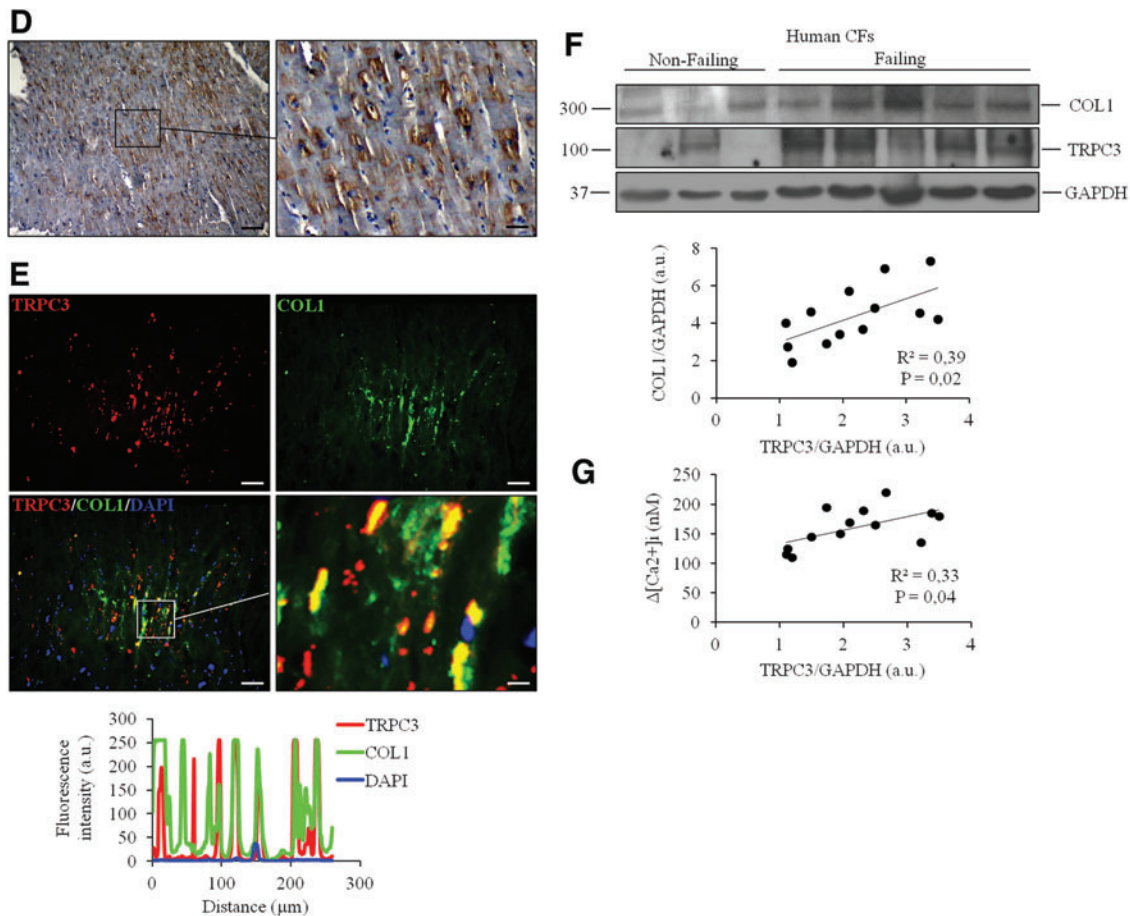 D
E
TRPC3
COL1
TRPC3/COL1/DAPI
Fluorescence
intensity (a.u.)
300
250
200
150
100
50
0
TRPC3
COL1
DAPI
0 100 200 300
Distance (µm)
F
Human CFs
Non-Failing Failing
300 COL1
100 TRPC3
37 GAPDH
COL1/GAPDH (a.u.)
8
6
4
2
0
R² = 0,39
P = 0,02
0 1 2 3 4
TRPC3/GAPDH (a.u.)
G
Δ[Ca2+]i (nM)
250
200
150
100
50
0
R² = 0,33
P = 0,04
0 1 2 3 4
TRPC3/GAPDH (a.u.)